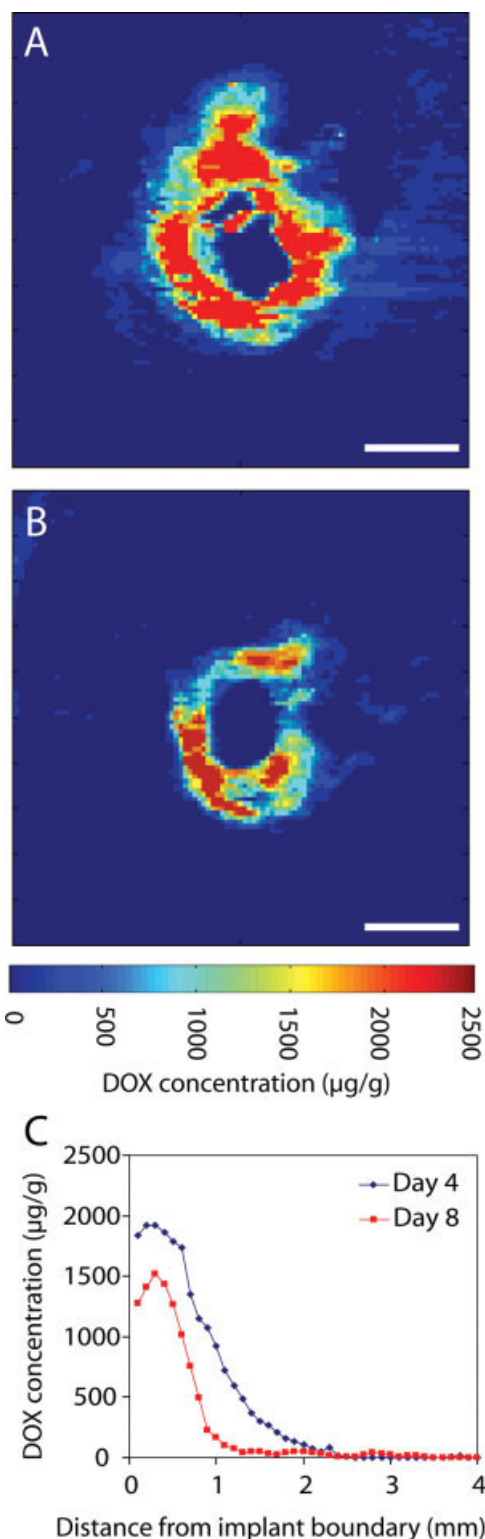 A
B
0 500 1000 1500 2000 2500
DOX concentration (µg/g)
C
2500
2000
1500
1000
500
0
DOX concentration (µg/g)
Day 4
Day 8
0 1 2 3 4
Distance from implant boundary (mm)